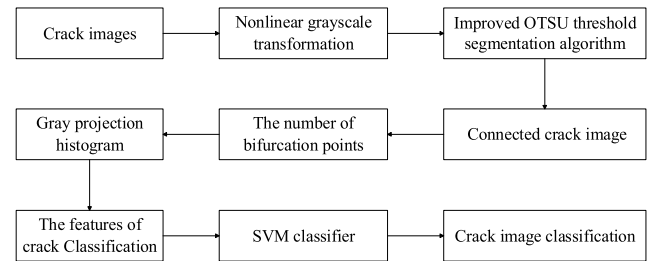 Crack images
Nonlinear grayscale
transformation
Improved OTSU threshold
segmentation algorithm
Connected crack image
The number of
bifurcation points
Gray projection
histogram
The features of
crack Classification
SVM classifier
Crack image classification